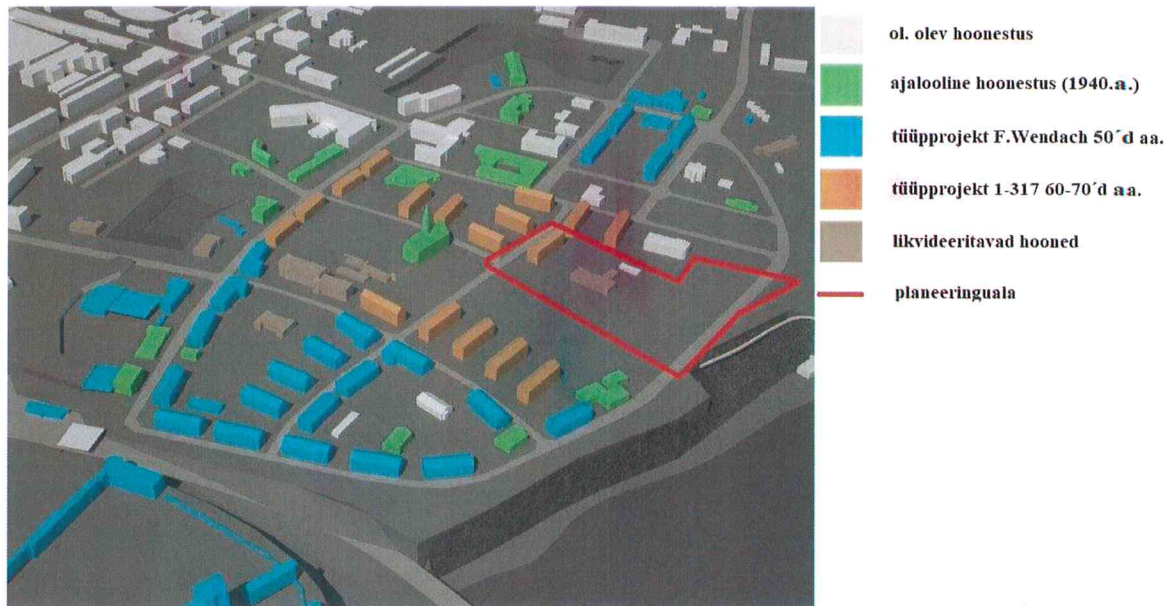 ol. olev hoonestus
ajalooline hoonestus (1940.a.)
tüüpprojekt F.Wendach 50´d aa.
tüüpprojekt 1-317 60-70´d aa.
likvideeritavad hooned
planeeringuala